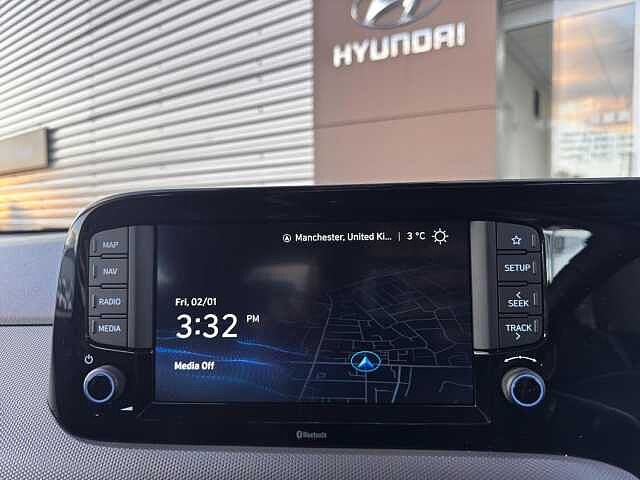 HYUNDAI
Manchester, United Ki... | 3 °C
MAP
NAV
RADIO
MEDIA
Fri, 02/01
3:32 PM
Media Off
SETUP
< SEEK
TRACK >
Bluetooth